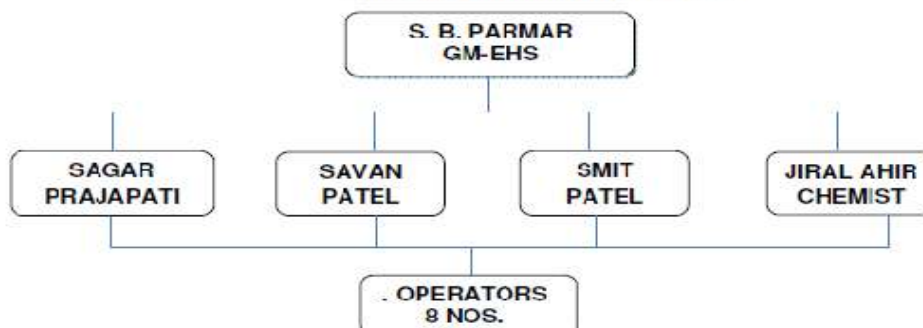 S. B. PARMAR
GM-EHS
SAGAR
PRAJAPATI
SAVAN
PATEL
SMIT
PATEL
JIRAL AHIR
CHEMIST
. OPERATORS
8 NOS.